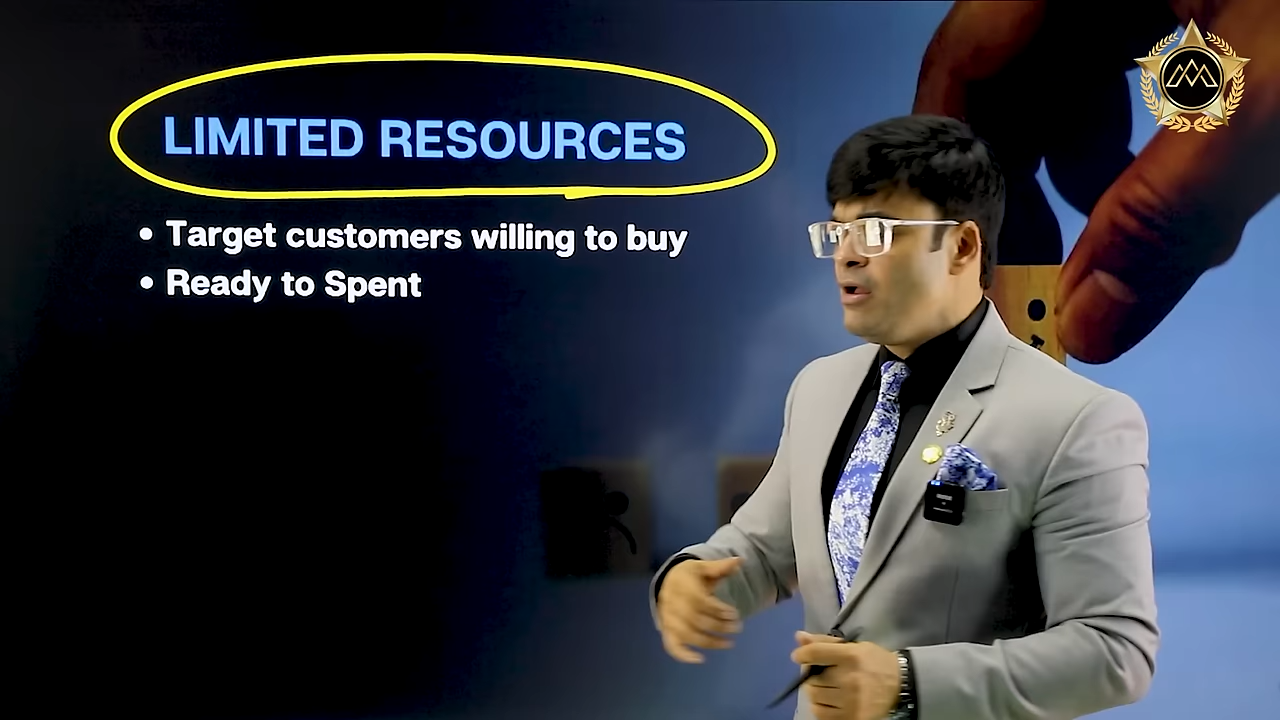 LIMITED RESOURCES
• Target customers willing to buy
• Ready to Spent